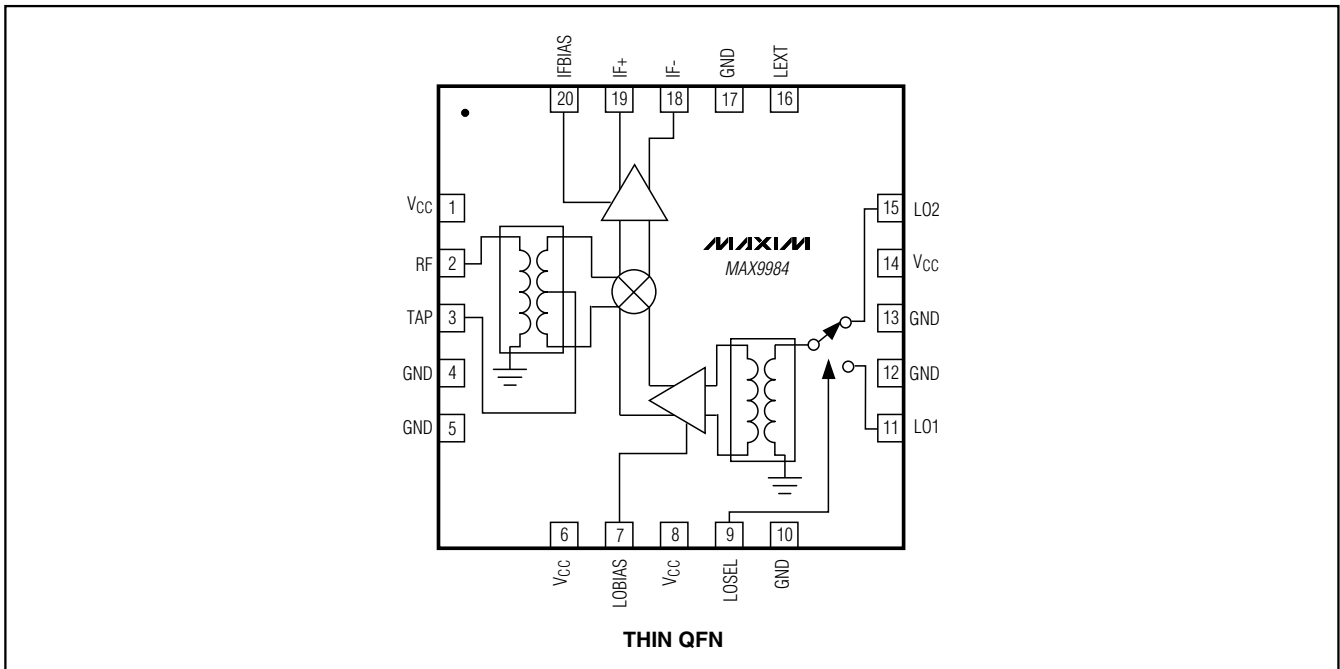 IFBIAS
IF+
IF-
GND
LEXT
20
19
18
17
16
VCC 1
RF 2
TAP 3
GND 4
GND 5
MAXIM
MAX9984
15 LO2
14 VCC
13 GND
12 GND
11 LO1
6
7
8
9
10
VCC
LOBIAS
VCC
LOSEL
GND
THIN QFN